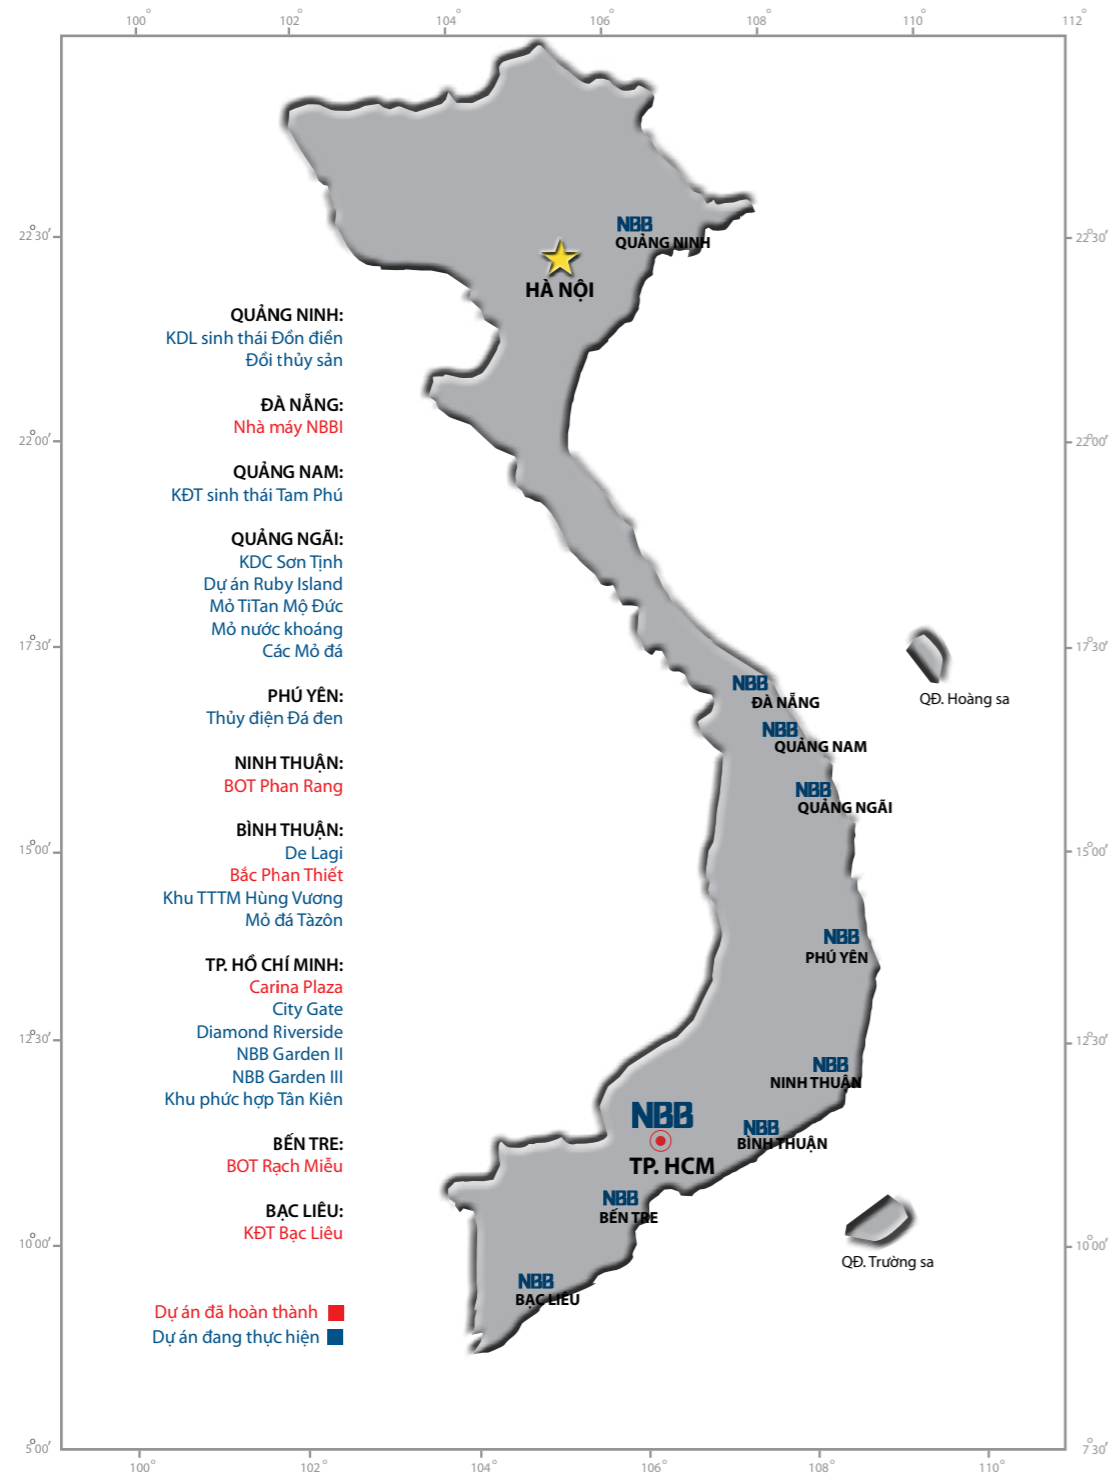 100°
102°
104°
106°
108°
110°
112°
22°30′
22°30′
NBB
QUẢNG NINH
HÀ NỘI
QUẢNG NINH:
KDL sinh thái Đồn điền
Đồi thủy sản
ĐÀ NẴNG:
Nhà máy NBBI
22°00′
22°00′
QUẢNG NAM:
KĐT sinh thái Tam Phú
QUẢNG NGÃI:
KDC Sơn Tịnh
Dự án Ruby Island
Mỏ TiTan Mộ Đức
Mỏ nước khoáng
Các Mỏ đá
17°30′
17°30′
NBB
ĐÀ NẴNG
QĐ. Hoàng sa
PHÚ YÊN:
Thủy điện Đá đen
NBB
QUẢNG NAM
NINH THUẬN:
BOT Phan Rang
NBB
QUẢNG NGÃI
BÌNH THUẬN:
De Lagi
Bắc Phan Thiết
Khu TTTM Hùng Vương
Mỏ đá Tàzôn
15°00′
15°00′
NBB
PHÚ YÊN
TP. HỒ CHÍ MINH:
Carina Plaza
City Gate
Diamond Riverside
NBB Garden II
NBB Garden III
Khu phức hợp Tân Kiên
12°30′
12°30′
NBB
NINH THUẬN
NBB
TP. HCM
NBB
BÌNH THUẬN
BẾN TRE:
BOT Rạch Miễu
NBB
BẾN TRE
BẠC LIÊU:
KĐT Bạc Liêu
10°00′
10°00′
QĐ. Trường sa
NBB
BẠC LIÊU
Dự án đã hoàn thành
Dự án đang thực hiện
5°00′
7°30′
100°
102°
104°
106°
108°
110°